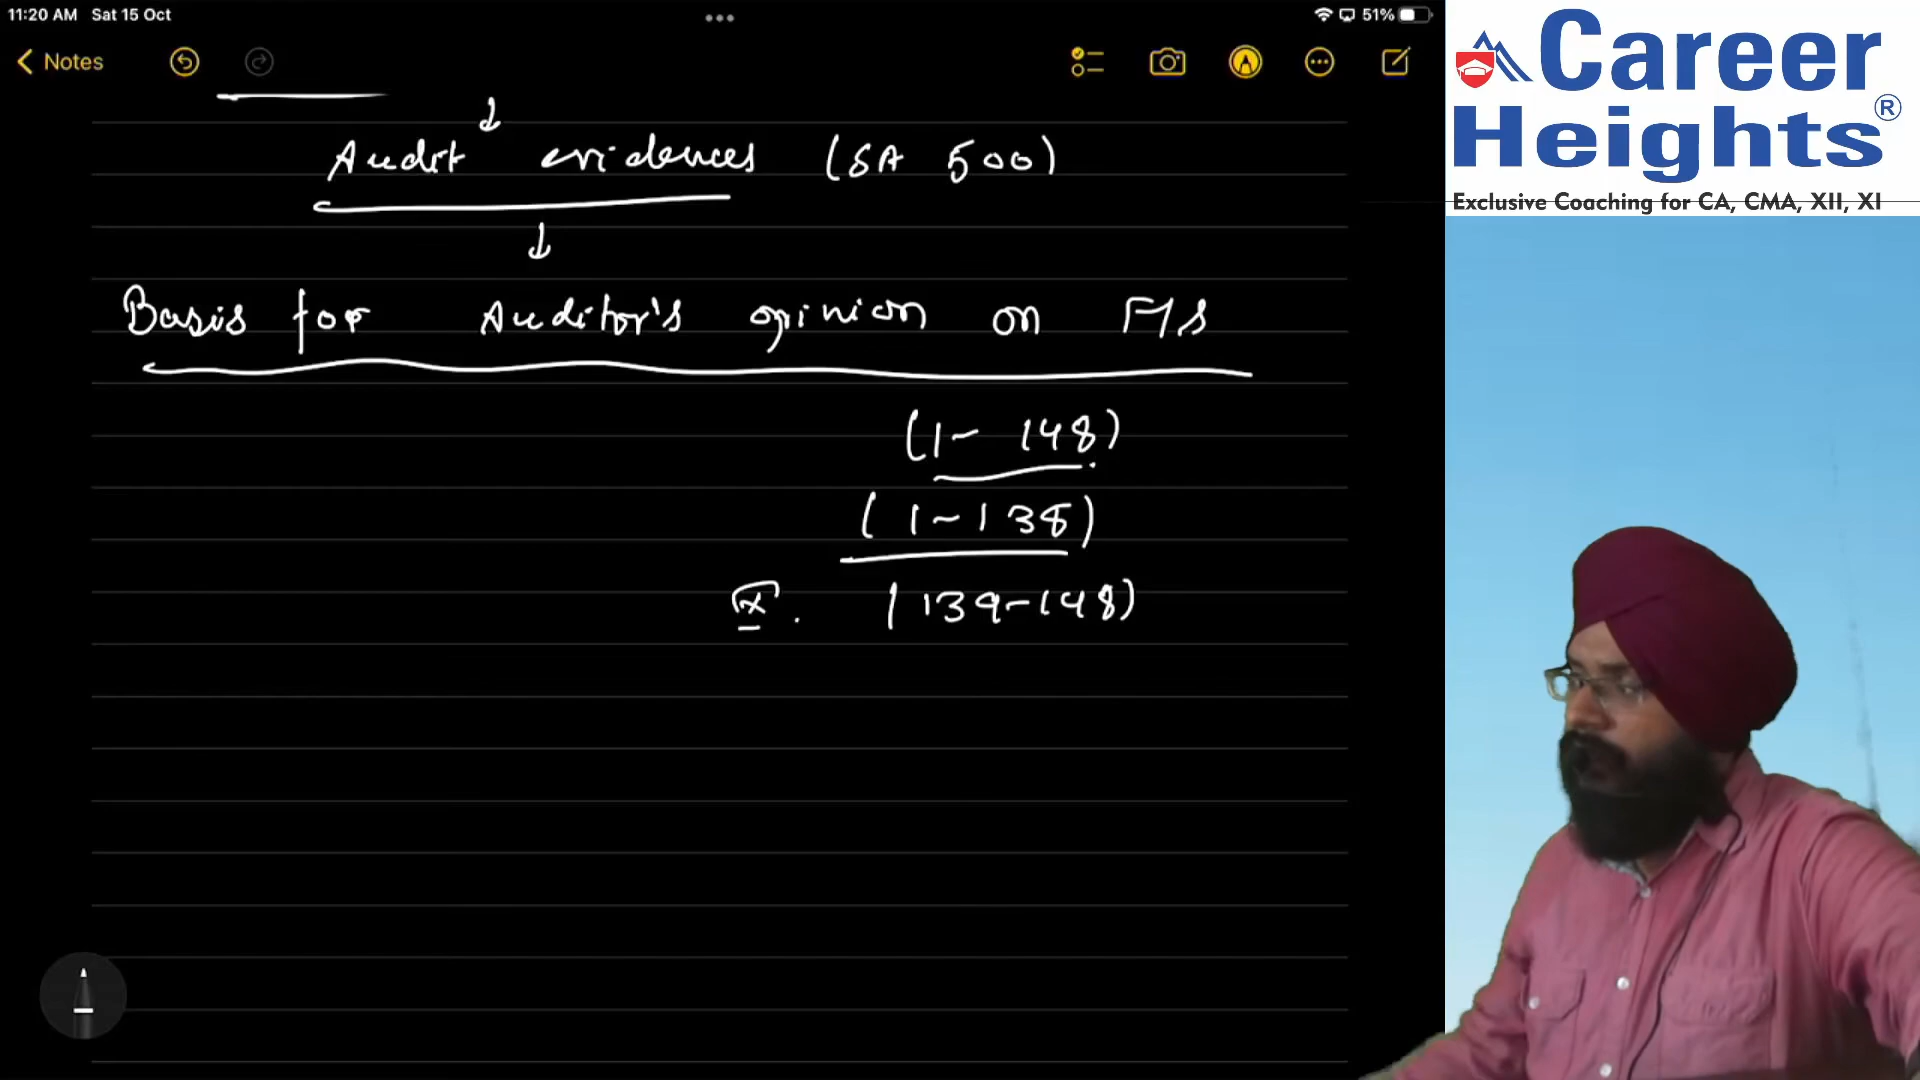 11:20 AM Sat 15 Oct
51%
Notes
Audit evidences (SA 500)
Basis for Auditor's opinion on
(1- 148)
(1-138)
(139-148)
Career
Heights®
Exclusive Coaching for CA, CMA, XII, XI